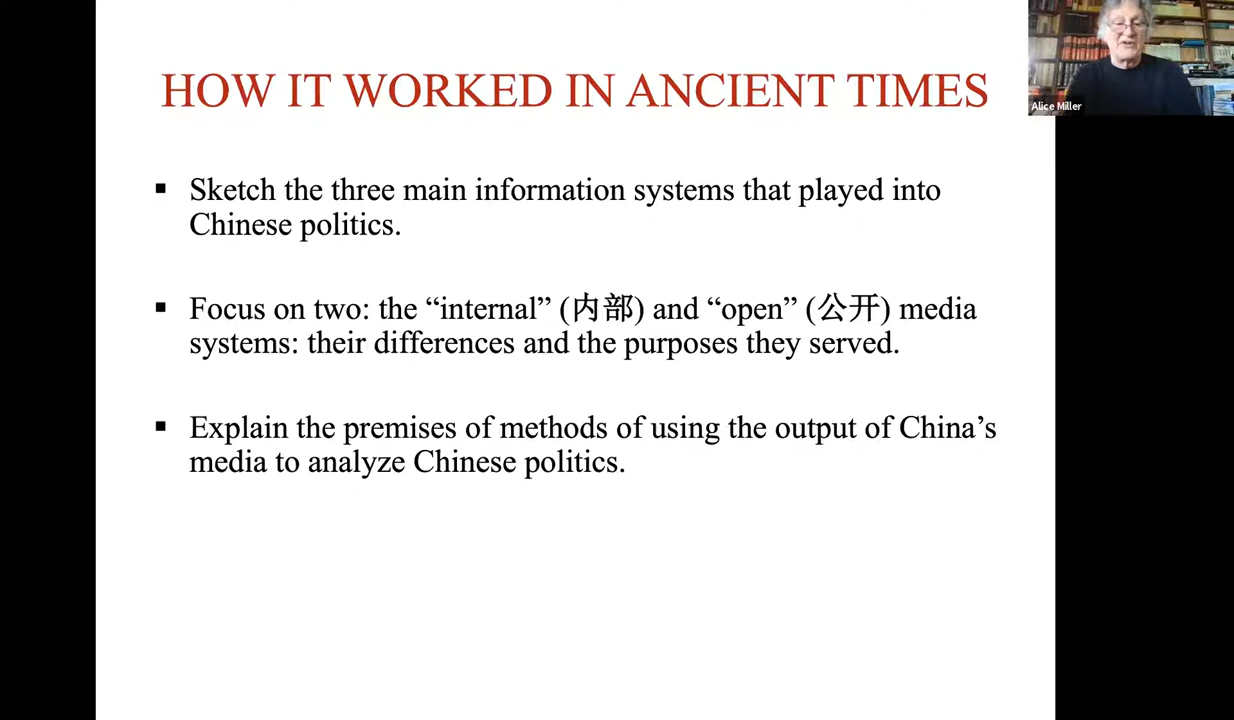 HOW IT WORKED IN ANCIENT TIMES
Alice Miller
▪ Sketch the three main information systems that played into
Chinese politics.
▪ Focus on two: the “internal” (内部) and “open” (公开) media
systems: their differences and the purposes they served.
▪ Explain the premises of methods of using the output of China’s
media to analyze Chinese politics.